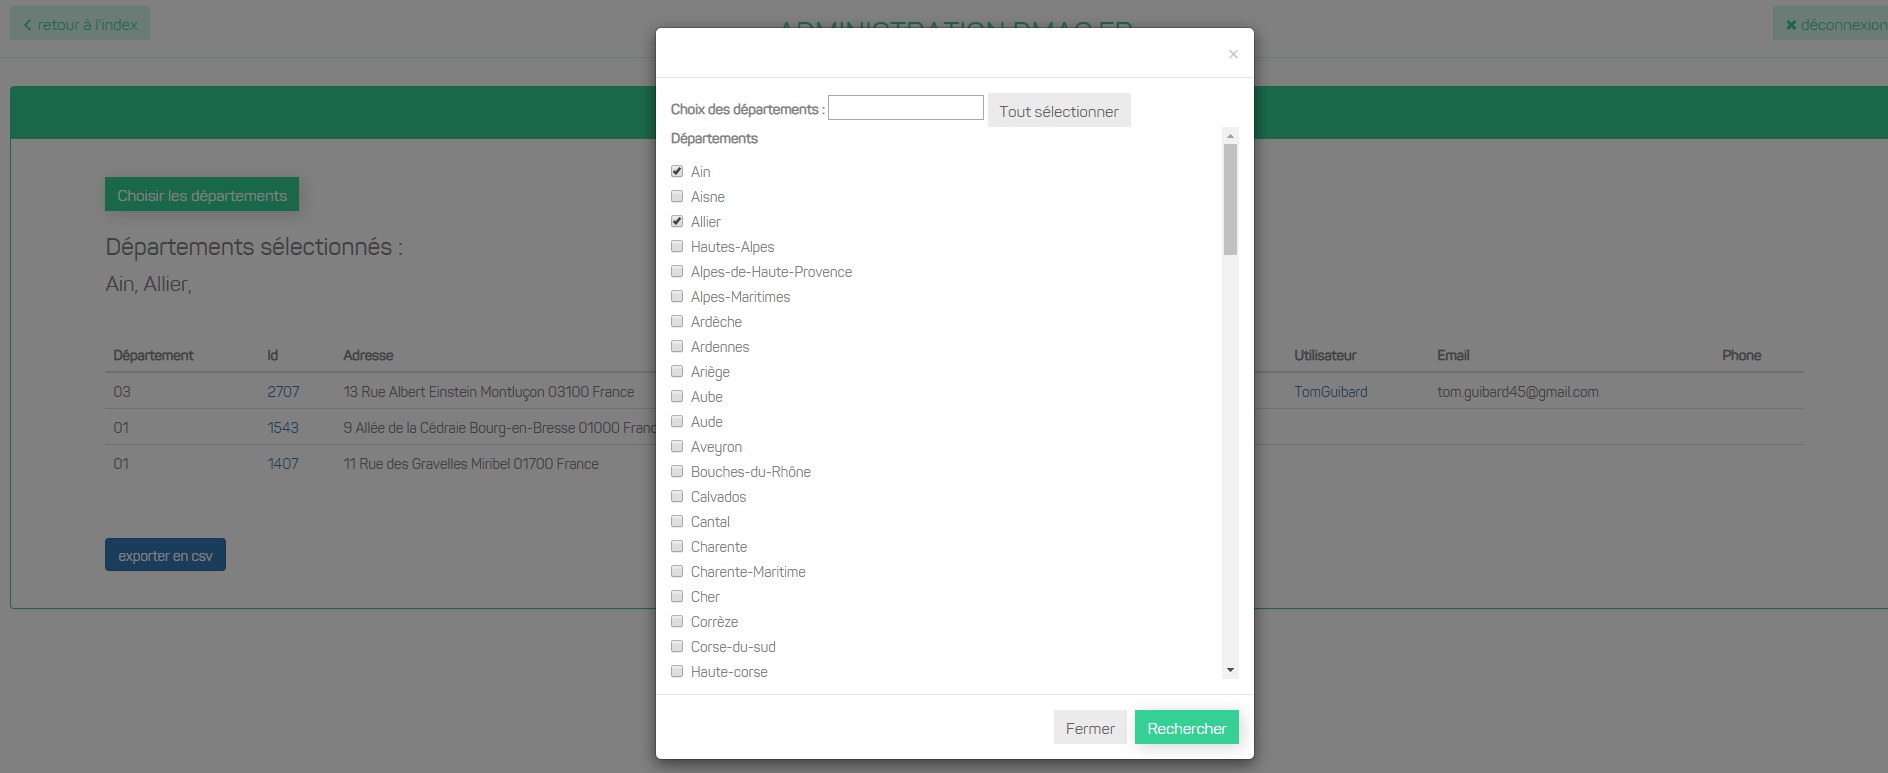 retour à l'index
déconnexion
×
Choix des départements :
Tout sélectionner
Départements
Ain
Aisne
Allier
Hautes-Alpes
Alpes-de-Haute-Provence
Alpes-Maritimes
Ardèche
Ardennes
Ariège
Aube
Aude
Aveyron
Bouches-du-Rhône
Calvados
Cantal
Charente
Charente-Maritime
Cher
Corrèze
Corse-du-sud
Haute-corse
Fermer Rechercher
Choisir les départements
Départements sélectionnés :
Ain, Allier,
Département Id Adresse Utilisateur Email Phone
03 2707 13 Rue Albert Einstein Montluçon 03100 France TomGuibard tom.guibard45@gmail.com
01 1543 9 Allée de la Cédraie Bourg-en-Bresse 01000 Franc
01 1407 11 Rue des Gravelles Miribel 01700 France
exporter en csv